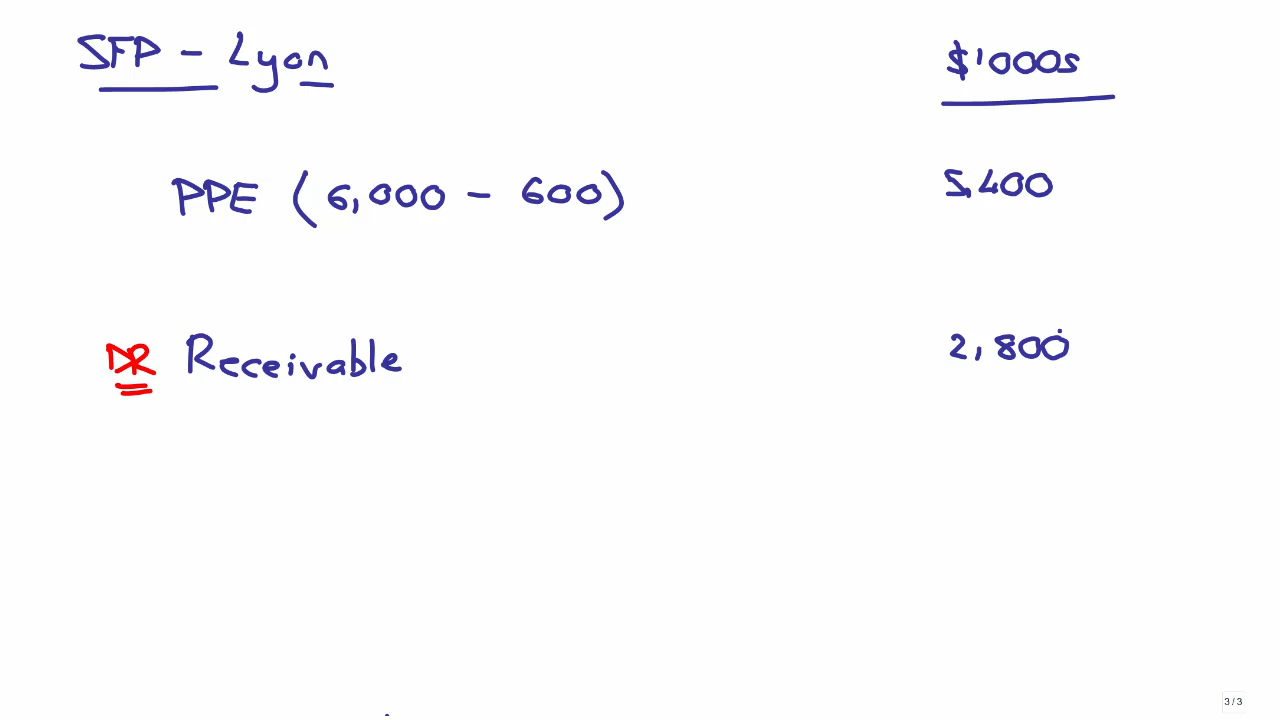 SFP - Lyon $'000s
PPE (6,000 - 600) 5,400
DR Receivable 2,800
3 / 3